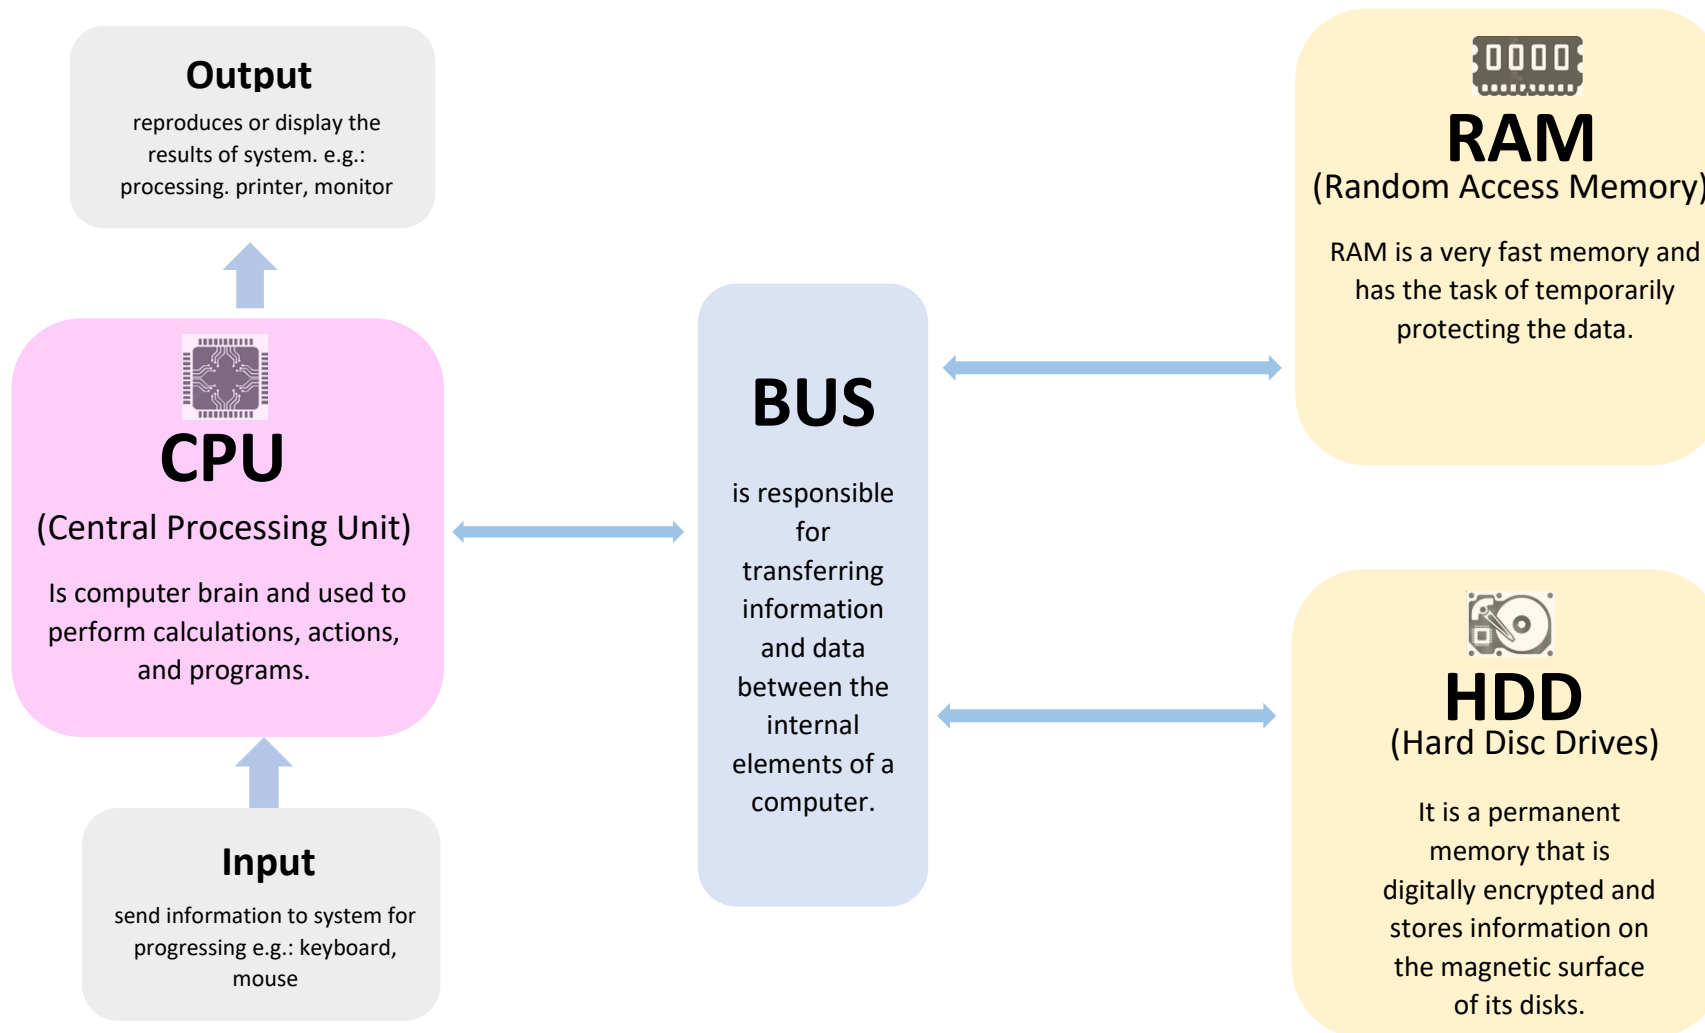 Output
reproduces or display the
results of system. e.g.:
processing. printer, monitor
CPU
(Central Processing Unit)
Is computer brain and used to
perform calculations, actions,
and programs.
Input
send information to system for
progressing e.g.: keyboard,
mouse
BUS
is responsible
for
transferring
information
and data
between the
internal
elements of a
computer.
RAM
(Random Access Memory)
RAM is a very fast memory and
has the task of temporarily
protecting the data.
HDD
(Hard Disc Drives)
It is a permanent
memory that is
digitally encrypted and
stores information on
the magnetic surface
of its disks.